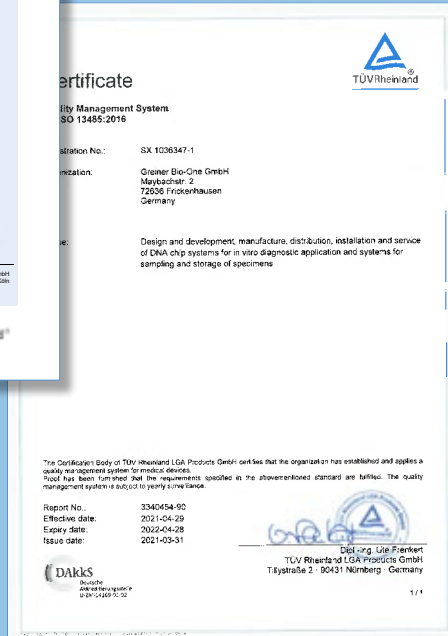 ertificate
TÜVRheinland®
lity Management System
SO 13485:2016
stration No.: SX 1036347-1
nization: Greiner Bio-One GmbH
Maybachstr. 2
72636 Frickenhausen
Germany
e: Design and development, manufacture, distribution, installation and service
of DNA chip systems for in vitro diagnostic application and systems for
sampling and storage of specimens
The Certification Body of TÜV Rheinland LGA Products GmbH certifies that the organization has established and applies a
quality management system for medical devices.
Proof has been furnished that the requirements specified in the abovementioned standard are fulfilled. The quality
management system is subject to yearly surveillance.
Report No.: 3340454-90
Effective date: 2021-04-29
Expiry date: 2022-04-28
Issue date: 2021-03-31
Dipl.-Ing. Ute Frenkert
TÜV Rheinland LGA Products GmbH
Tillystraße 2 · 90431 Nürnberg · Germany
DAkkS
Deutsche
Akkreditierungsstelle
1 / 1